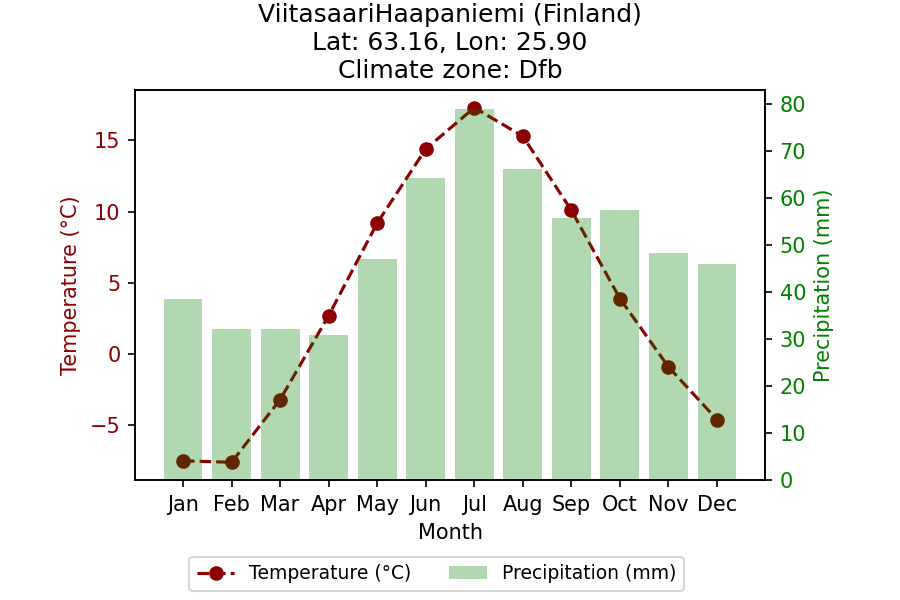 ViitasaariHaapaniemi (Finland)
Lat: 63.16, Lon: 25.90
Climate zone: Dfb
Temperature (°C)
15
10
5
0
−5
80
70
60
50
40
30
20
10
0
Precipitation (mm)
Jan Feb Mar Apr May Jun Jul Aug Sep Oct Nov Dec
Month
Temperature (°C) Precipitation (mm)